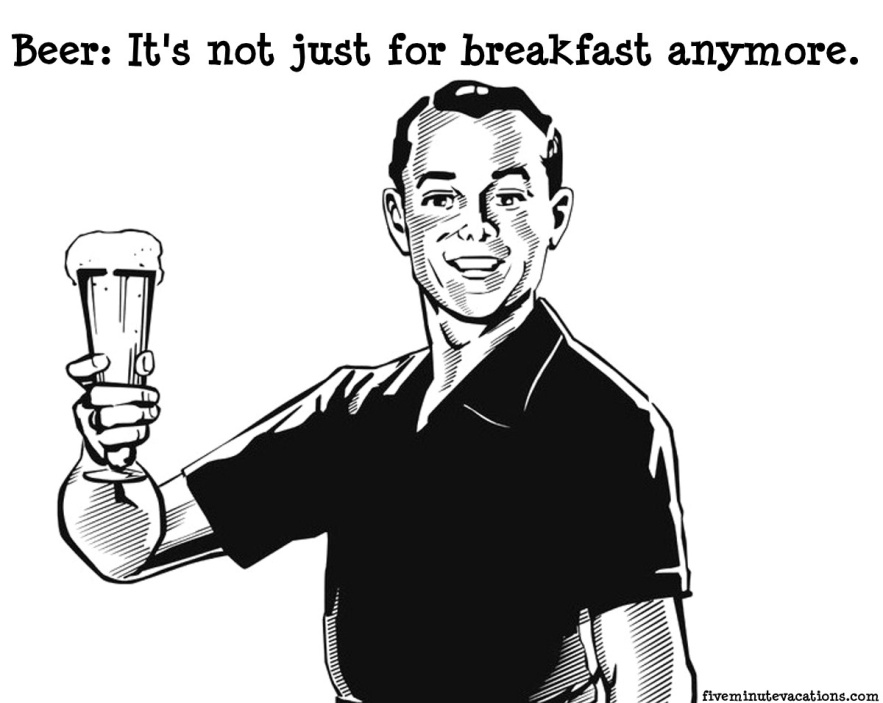 Beer: It's not just for breakfast anymore.
fiveminutevacations.com